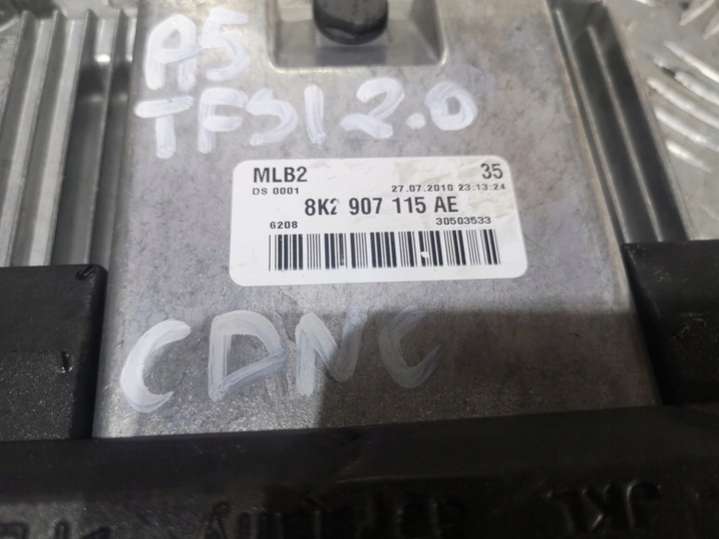 A5
TFSI 2.0
MLB2 35
DS 0001 27.07.2010 23:13:24
8K2 907 115 AE
6208 30503533
CDNC